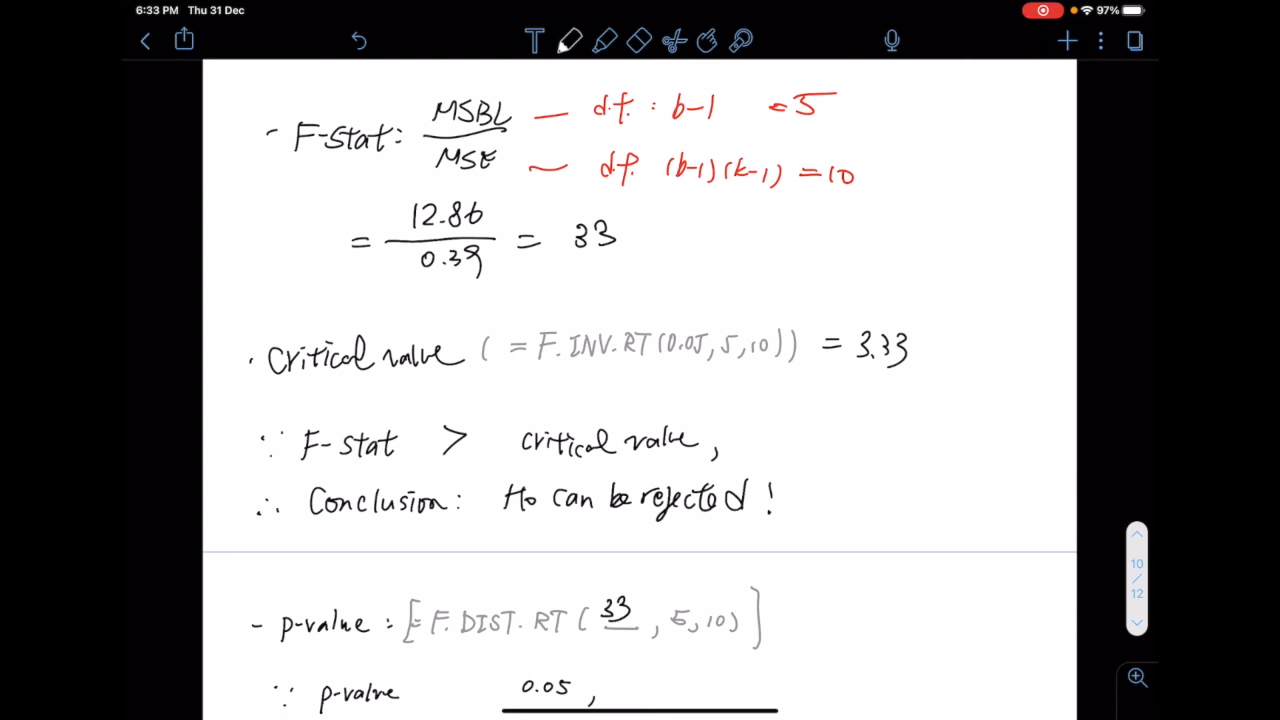 6:33 PM Thu 31 Dec
97%
- F-stat: MSBL — d.f. : b-1 = 5
MSE — d.f. (b-1)(k-1) = 10
= 12.86 / 0.39 = 33
· Critical value ( = F.INV.RT(0.05, 5, 10)) = 3.33
∵ F-stat > critical value,
∴ Conclusion: Ho can be rejected!
10
/
12
- p-value : [= F.DIST.RT( 33 , 5, 10) ]
∵ p-value 0.05 ,